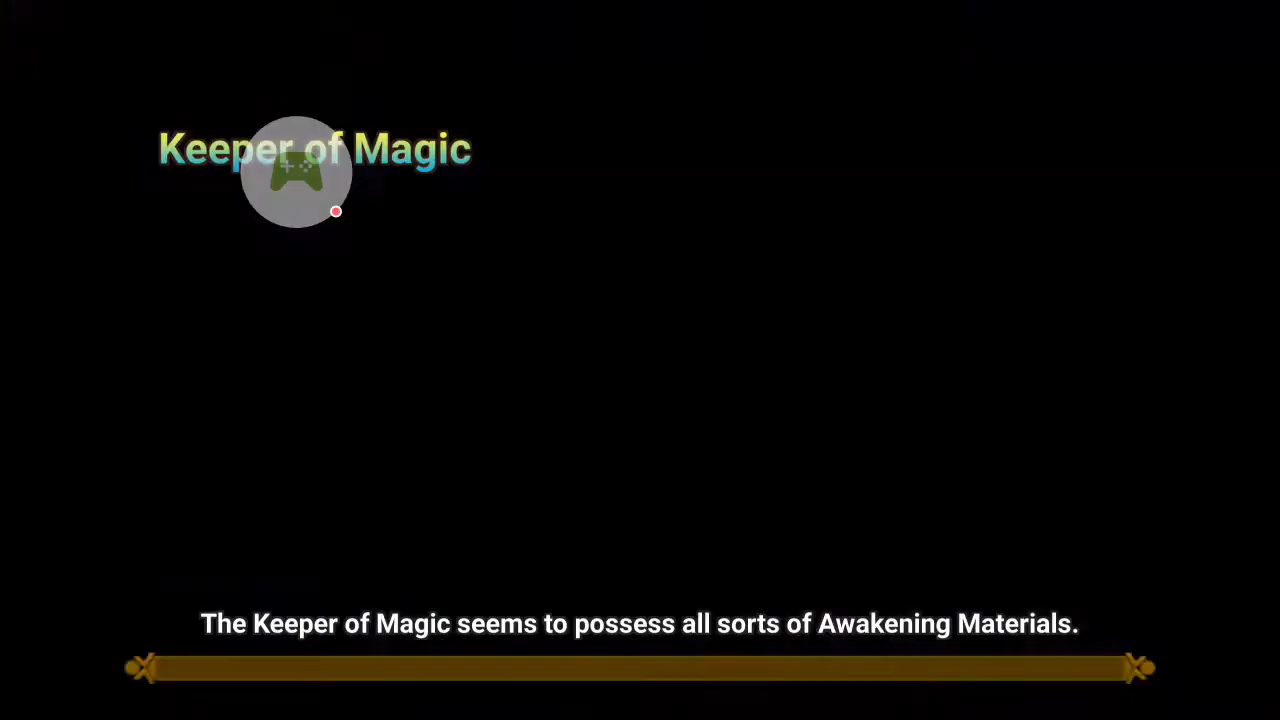 Keeper of Magic
The Keeper of Magic seems to possess all sorts of Awakening Materials.